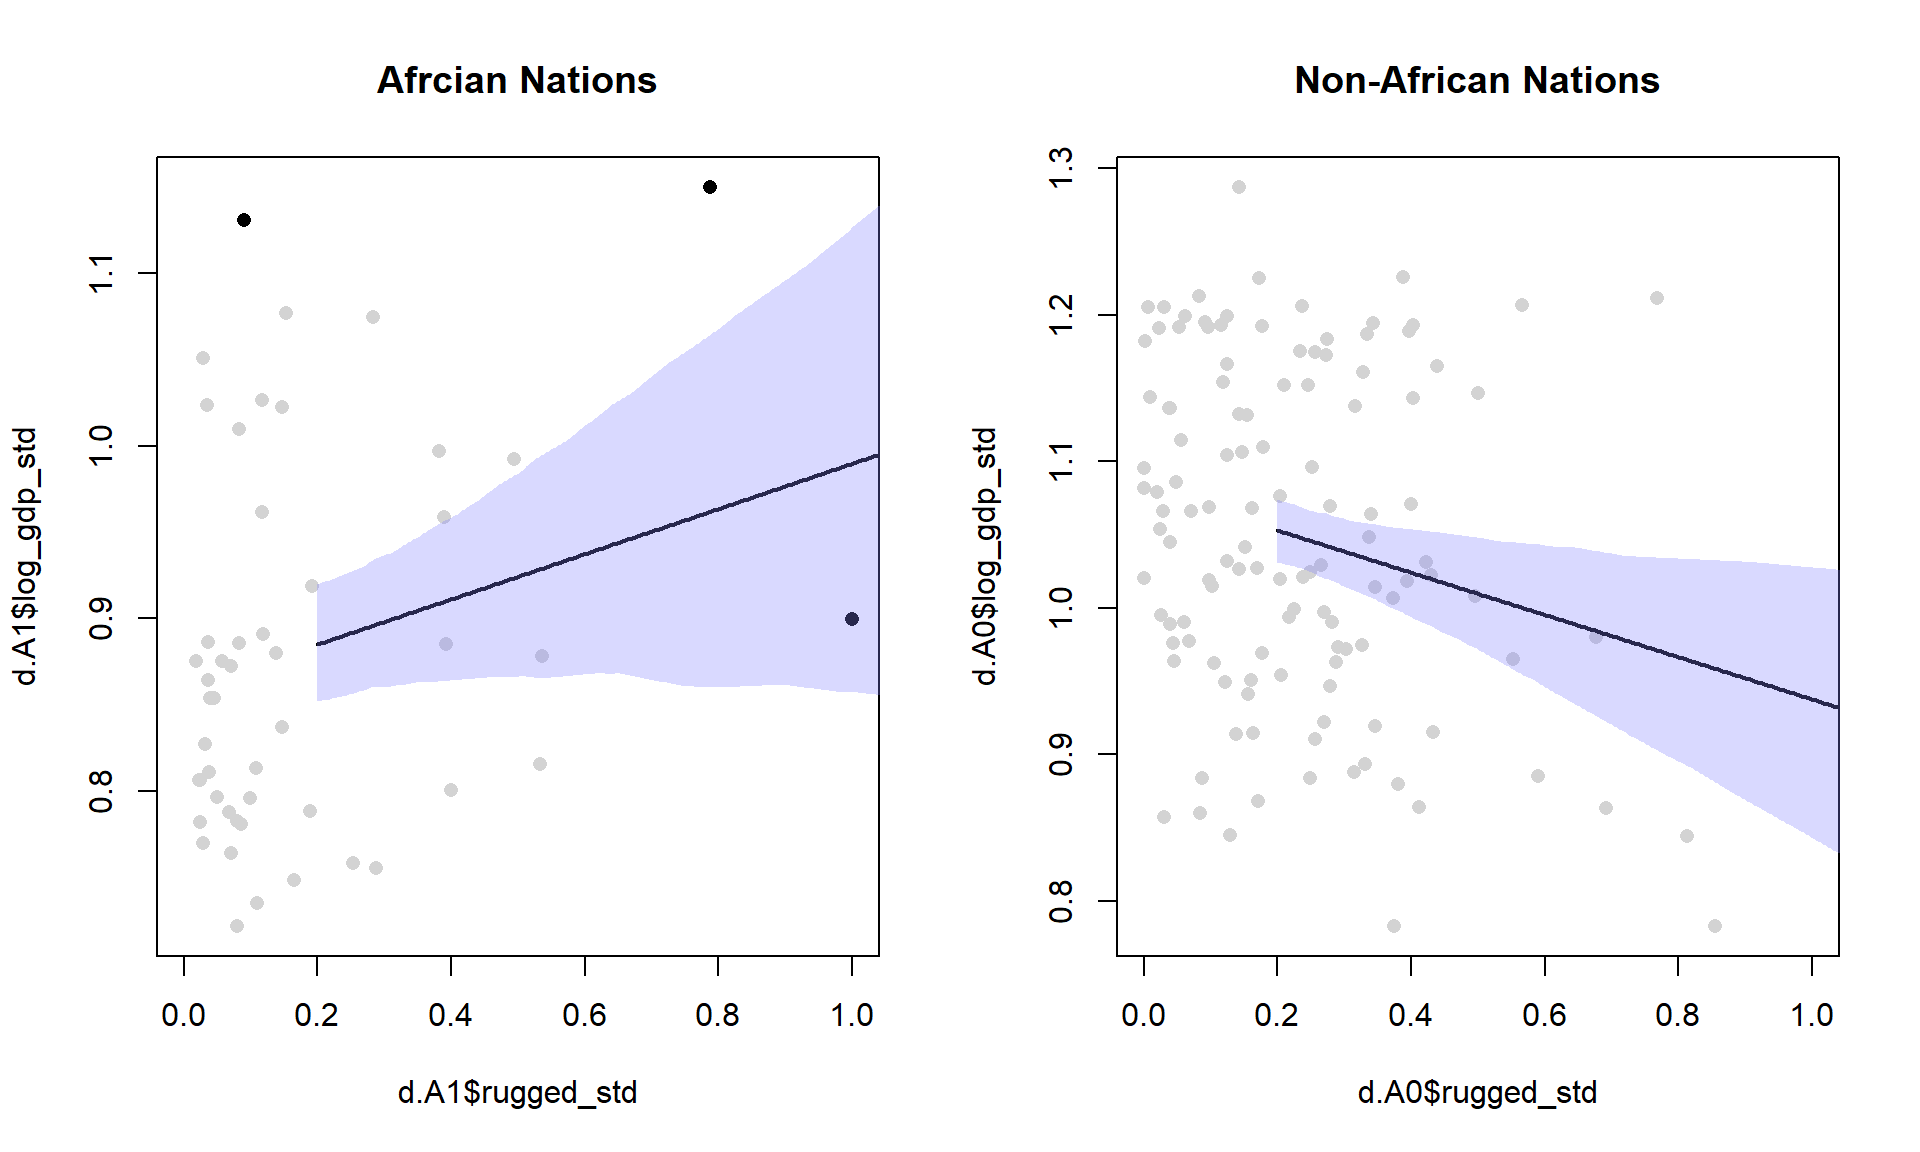 Afrcian Nations
d.A1$log_gdp_std
1.1
1.0
0.9
0.8
0.0 0.2 0.4 0.6 0.8 1.0
d.A1$rugged_std
Non-African Nations
d.A0$log_gdp_std
1.3
1.2
1.1
1.0
0.9
0.8
0.0 0.2 0.4 0.6 0.8 1.0
d.A0$rugged_std